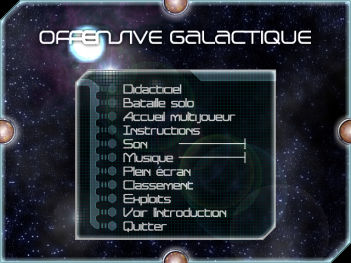 OFFENSIVE GALACTIQUE
Didacticiel
Bataille solo
Accueil multijoueur
Instructions
Son
Musique
Plein écran
Classement
Exploits
Voir l'introduction
Quitter